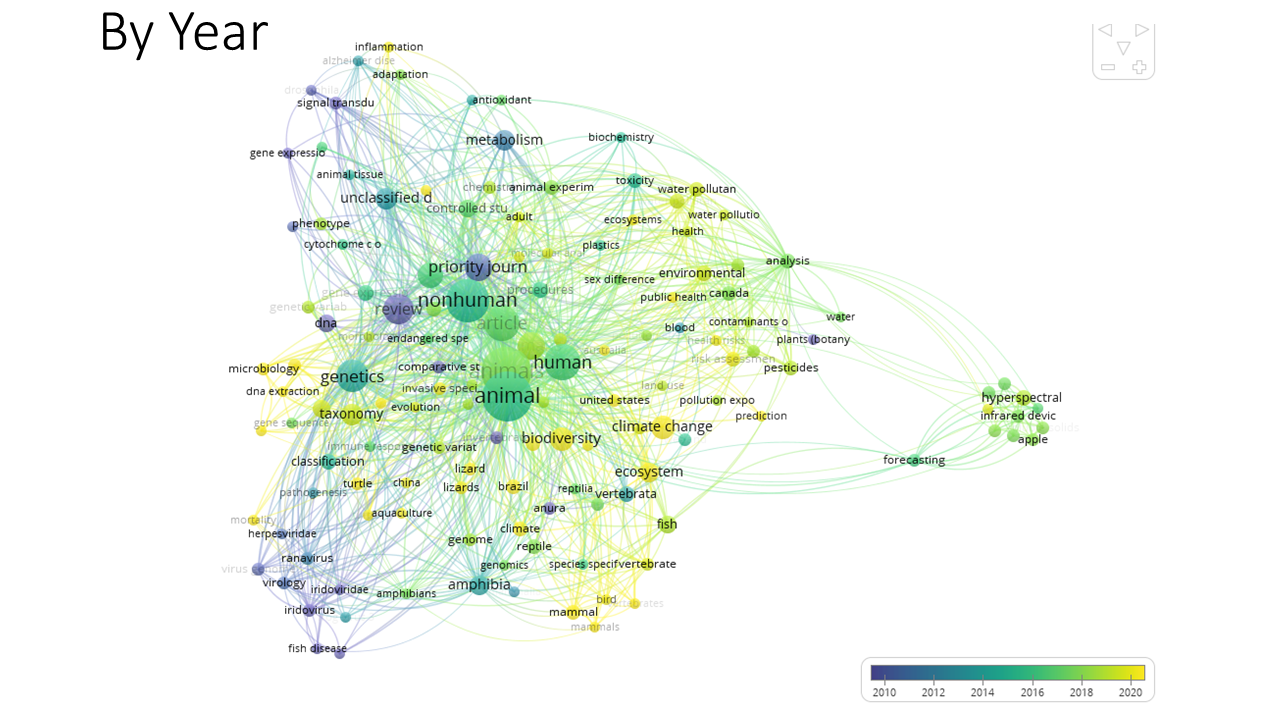 By Year
inflammation
alzheimer dise
adaptation
drosophila
signal transdu
antioxidant
metabolism
biochemistry
gene expressio
animal tissue
toxicity
chemistr
animal experim
water pollutan
unclassified d
controlled stu
adult
ecosystems
water pollutio
phenotype
health
cytochrome c o
plastics
molecular anal
analysis
priority journ
environmental
sex difference
gene expressio
procedures
public health
canada
nonhuman
genetic variab
review
water
dna
article
blood
contaminants o
endangered spe
plants (botany
health risks
australia
risk assessmen
human
microbiology
comparative st
pesticides
animals
genetics
land use
invasive speci
dna extraction
animal
united states
pollution expo
hyperspectral
evolution
taxonomy
prediction
infrared devic
gene sequence
climate change
solids
apple
biodiversity
immune respo
genetic variat
classification
forecasting
lizard
ecosystem
turtle
china
lizards
brazil
reptilia
vertebrata
pathogenesis
anura
aquaculture
mortality
fish
herpesviridae
climate
genome
reptile
ranavirus
genomics
species specif
vertebrate
virology
amphibia
iridoviridae
amphibians
bird
iridovirus
mammal
mammals
fish disease
2010 2012 2014 2016 2018 2020